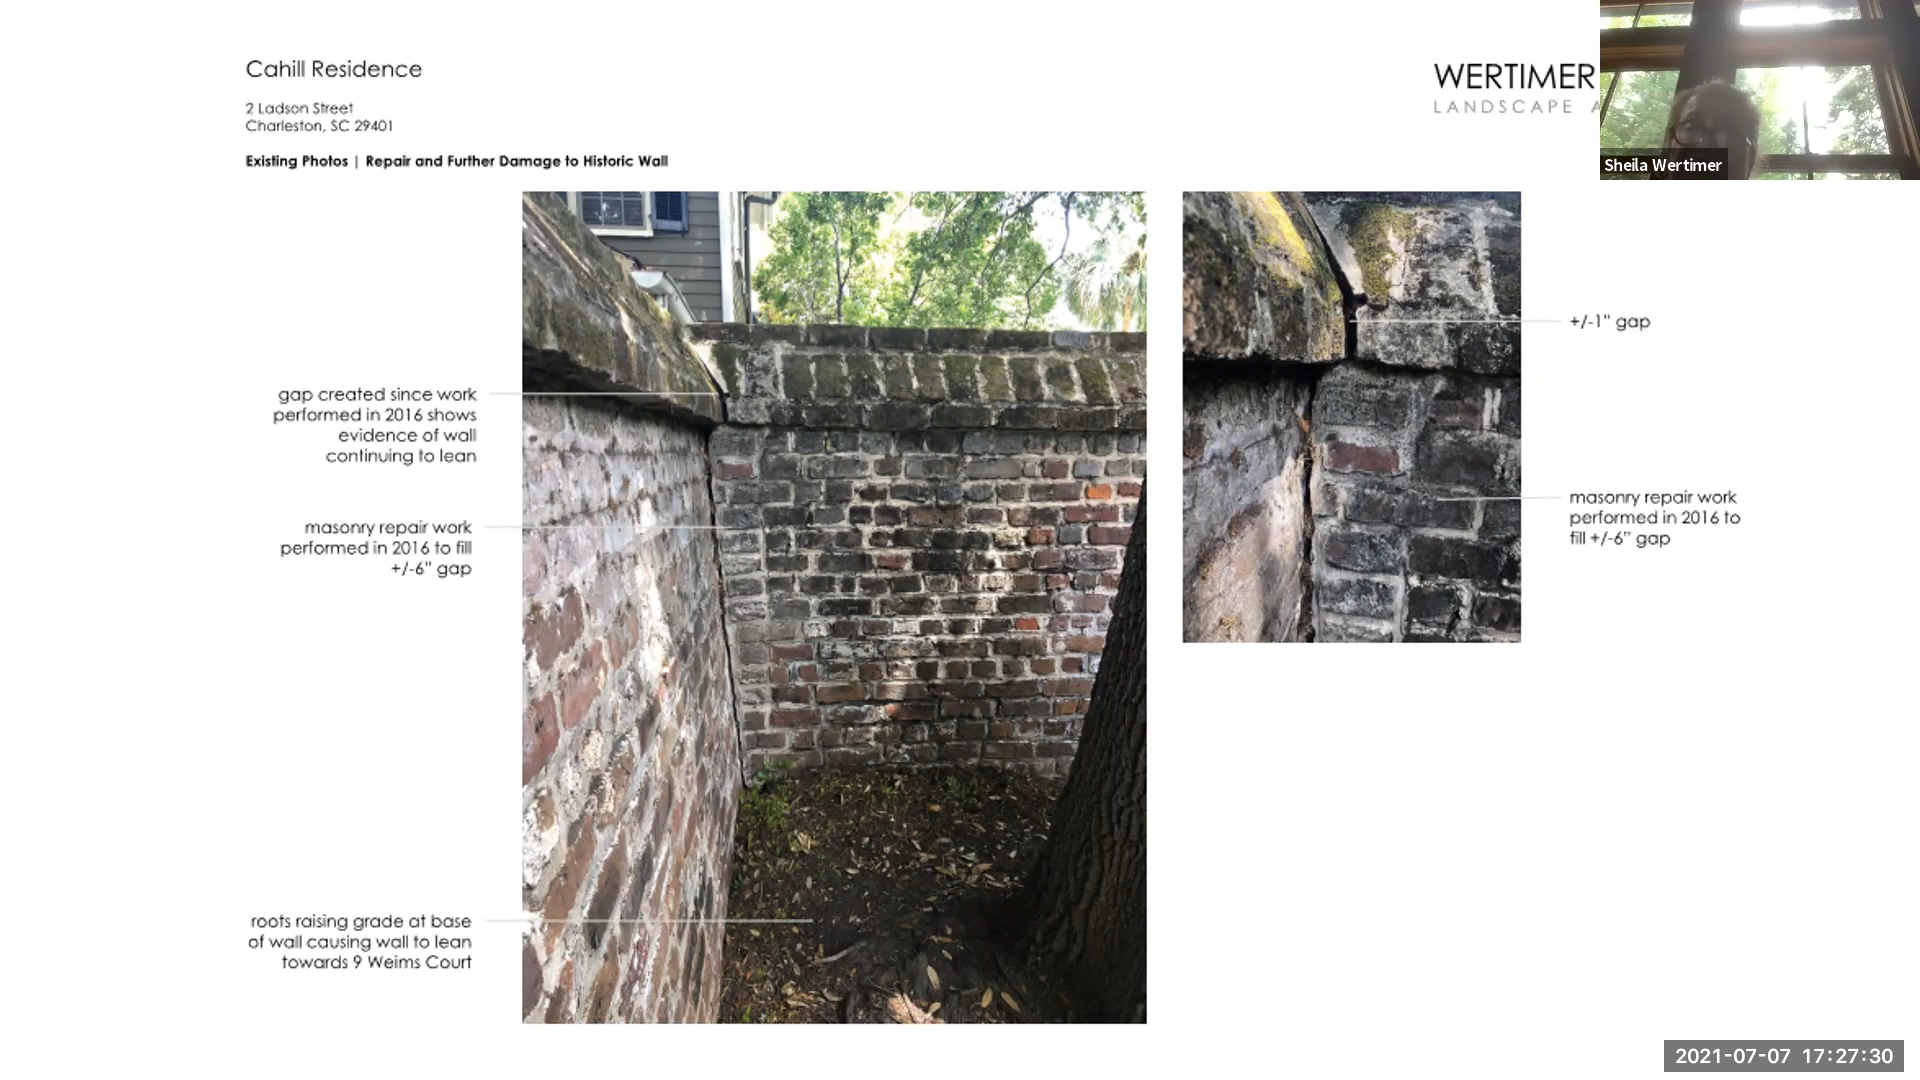 Cahill Residence
2 Ladson Street
Charleston, SC 29401
Existing Photos | Repair and Further Damage to Historic Wall
WERTIMER
LANDSCAPE A
Sheila Wertimer
gap created since work
performed in 2016 shows
evidence of wall
continuing to lean
masonry repair work
performed in 2016 to fill
+/-6" gap
roots raising grade at base
of wall causing wall to lean
towards 9 Weims Court
+/-1" gap
masonry repair work
performed in 2016 to
fill +/-6" gap
2021-07-07 17:27:30